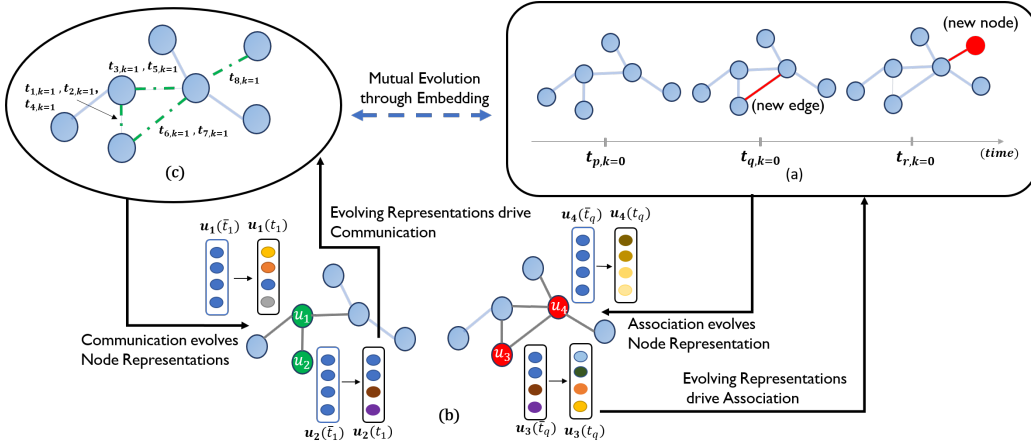 (new node)
t3,k=1 , t5,k=1
t1,k=1 , t2,k=1,
t4,k=1
t8,k=1
t6,k=1 , t7,k=1
(c)
Mutual Evolution
through Embedding
(new edge)
tp,k=0
tq,k=0
tr,k=0
(time)
(a)
u1(t̄1)
u1(t1)
Evolving Representations drive
Communication
u4(t̄q)
u4(tq)
Communication evolves
Node Representations
u1
u2
u4
u3
Association evolves
Node Representation
u2(t̄1)
u2(t1)
(b)
u3(t̄q)
u3(tq)
Evolving Representations
drive Association